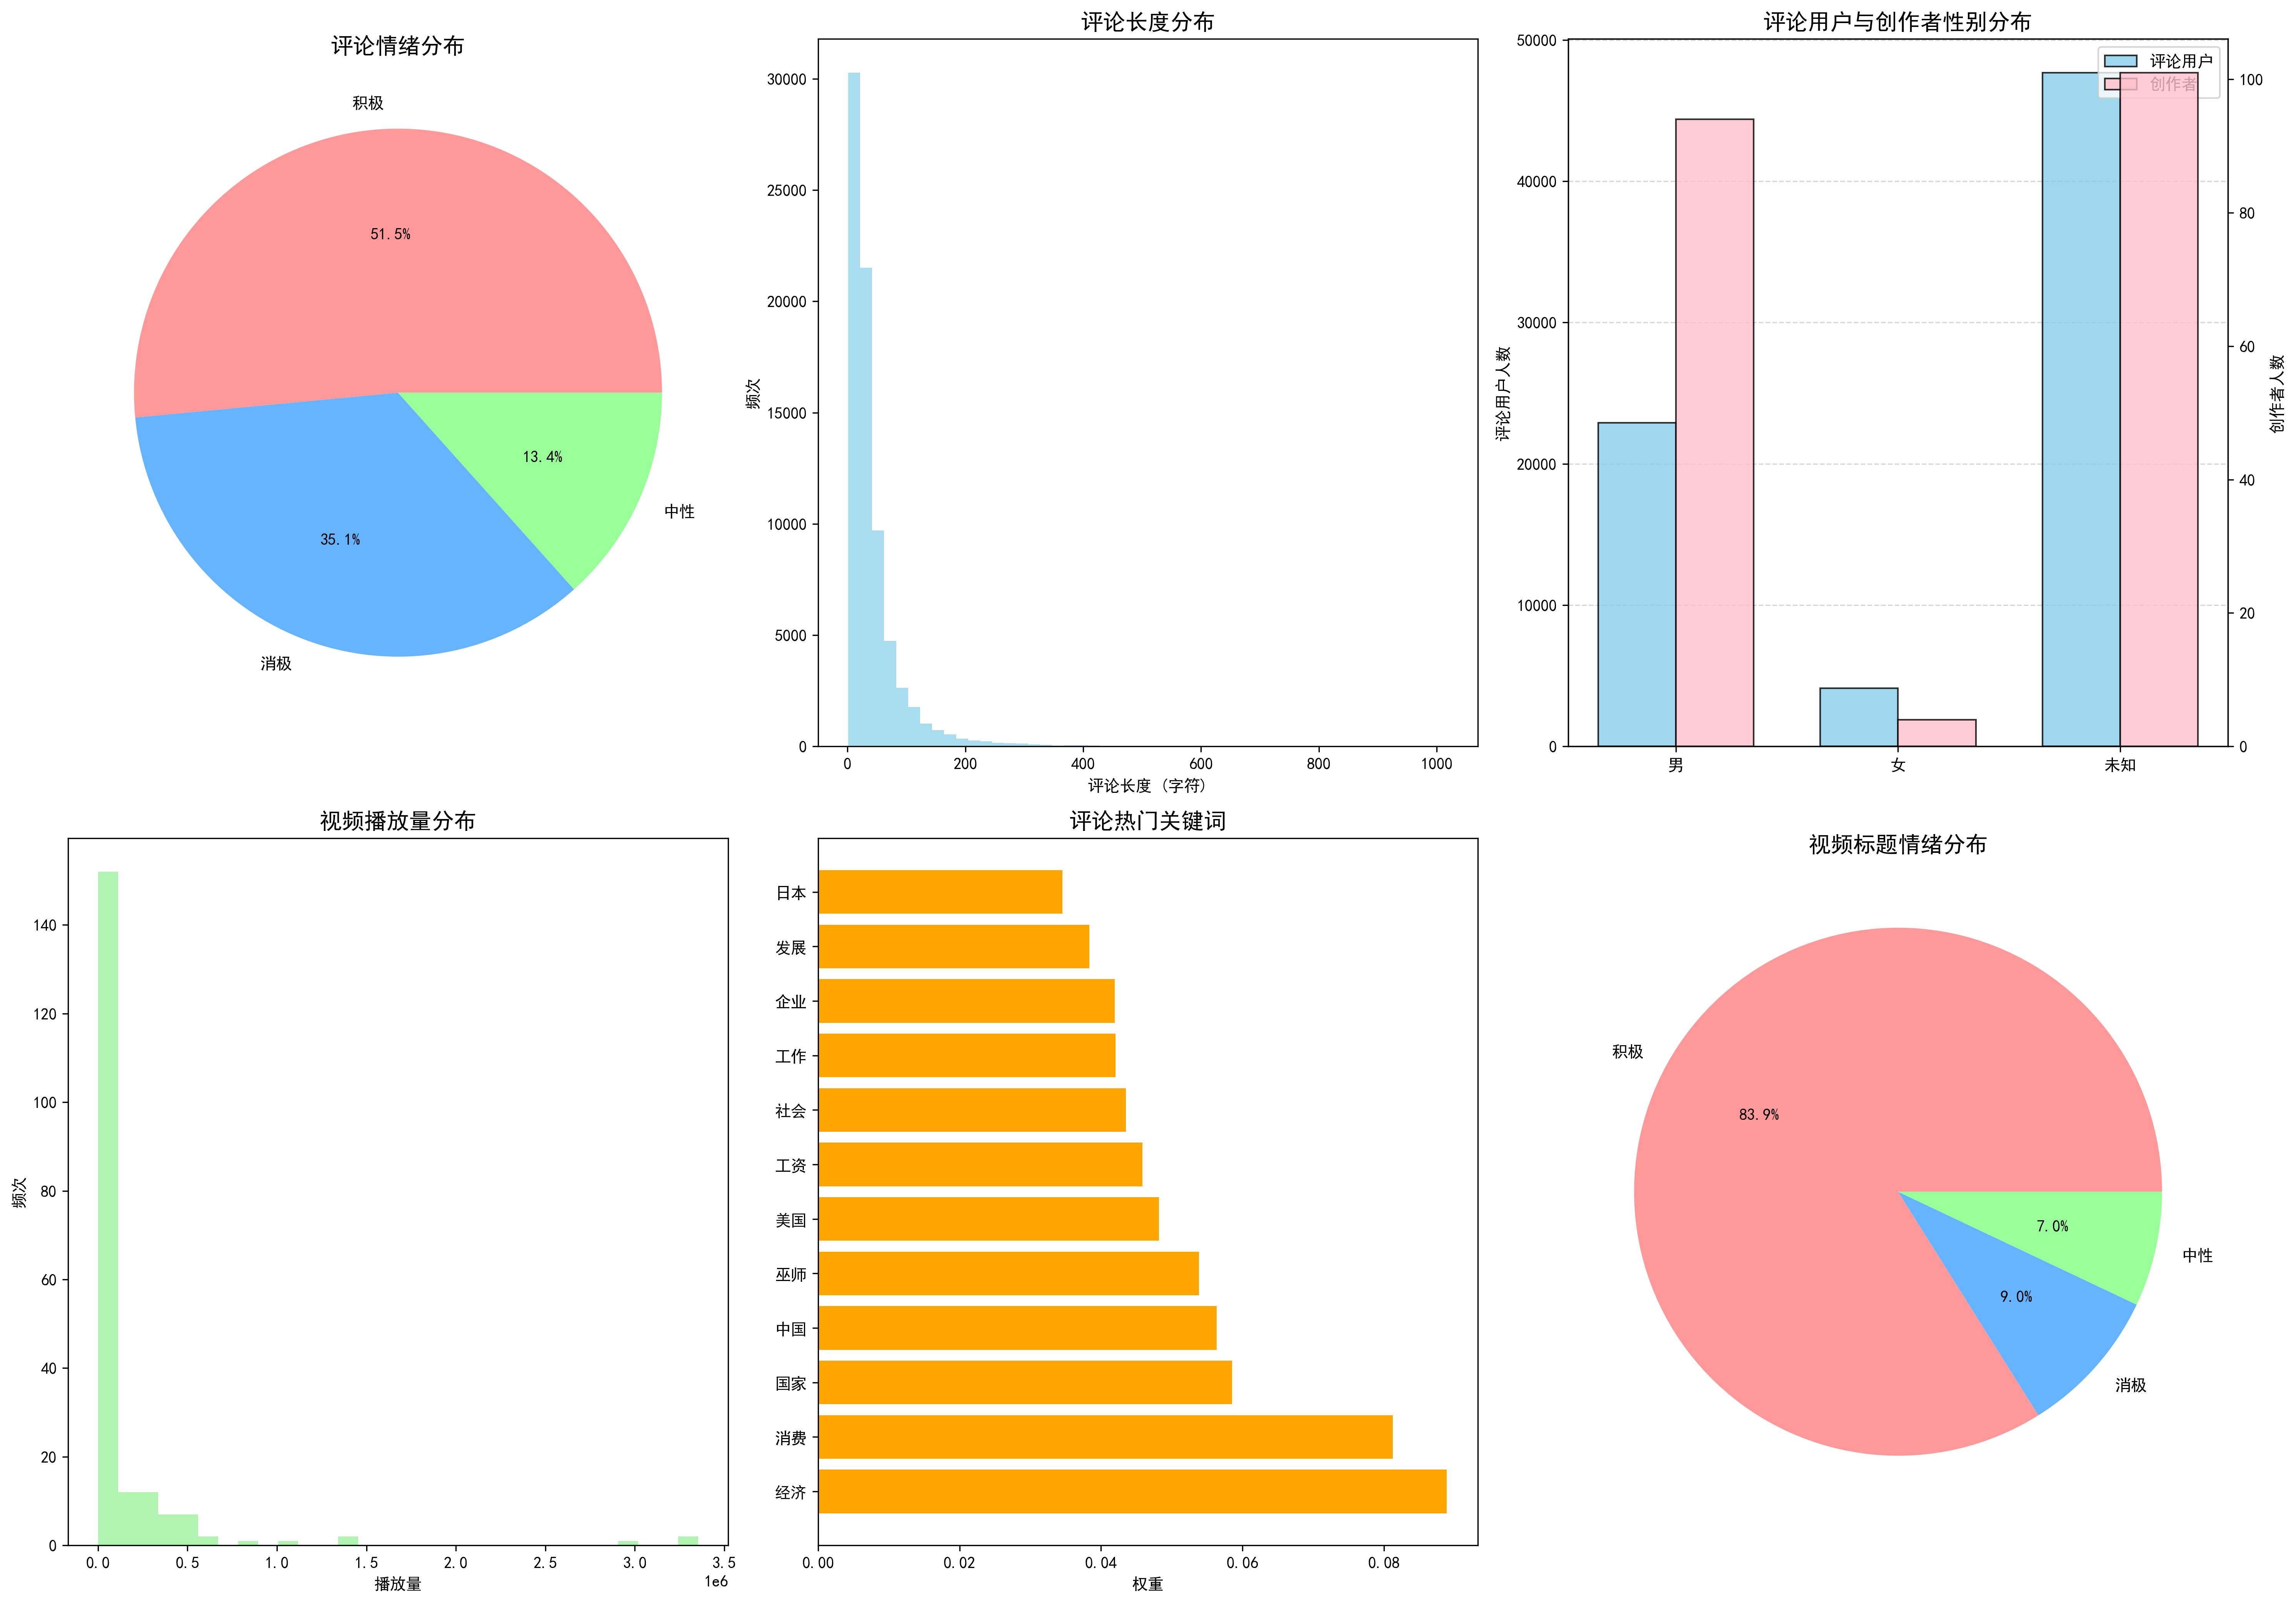 评论情绪分布
积极
51.5%
35.1%
13.4%
中性
消极
评论长度分布
30000
25000
20000
15000
10000
5000
0
频次
0 200 400 600 800 1000
评论长度 (字符)
评论用户与创作者性别分布
评论用户
创作者
50000
40000
30000
20000
10000
0
评论用户人数
100
80
60
40
20
0
创作者人数
男 女 未知
视频播放量分布
140
120
100
80
60
40
20
0
频次
0.0 0.5 1.0 1.5 2.0 2.5 3.0 3.5
1e6
播放量
评论热门关键词
日本
发展
企业
工作
社会
工资
美国
巫师
中国
国家
消费
经济
0.00 0.02 0.04 0.06 0.08
权重
视频标题情绪分布
积极
83.9%
7.0%
中性
9.0%
消极